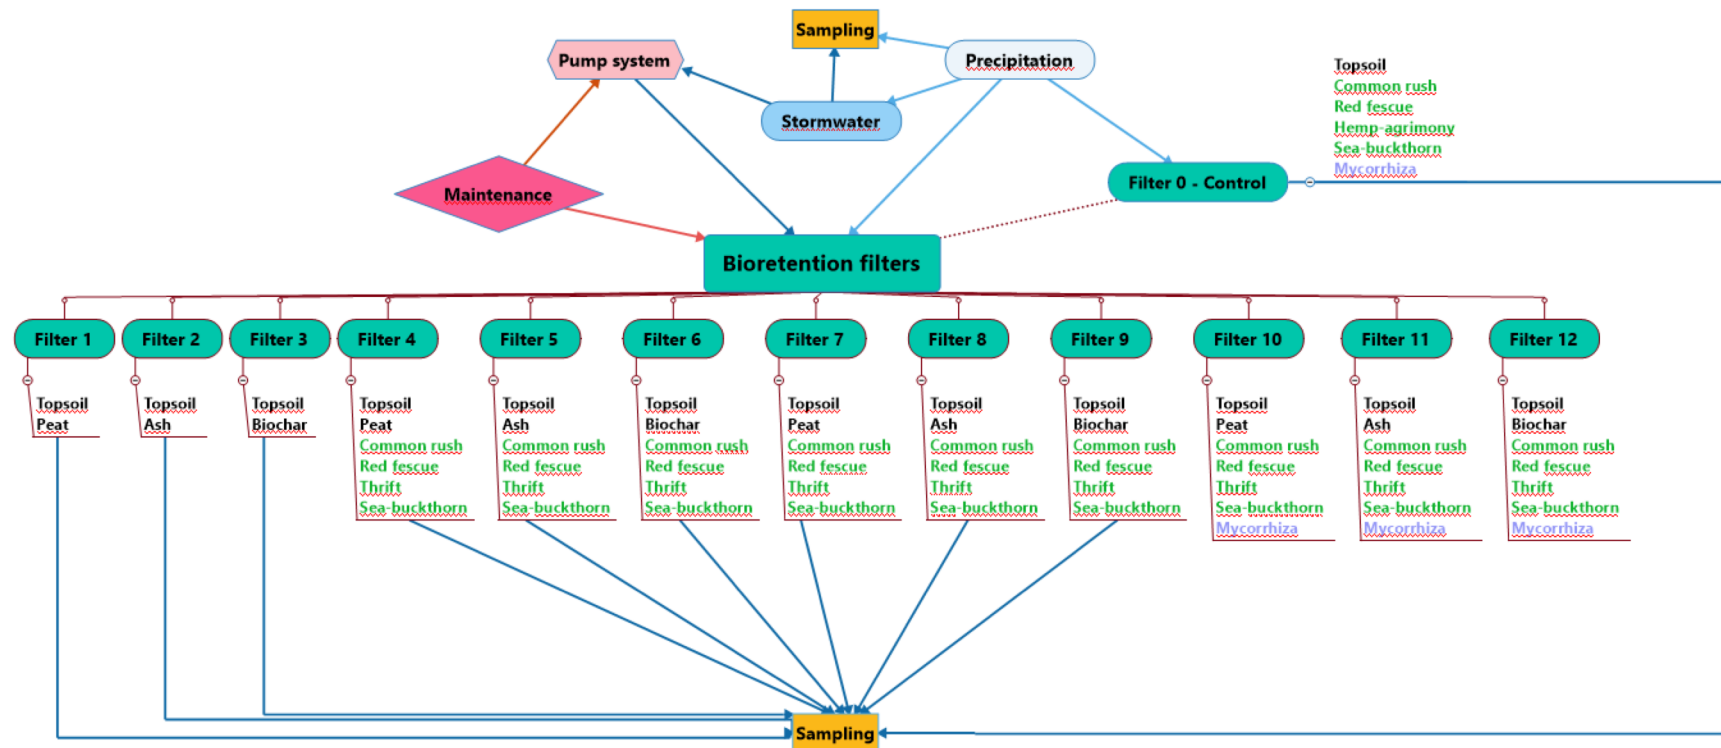 Sampling
Pump system
Precipitation
Stormwater
Topsoil
Common rush
Red fescue
Hemp-agrimony
Sea-buckthorn
Mycorrhiza
Maintenance
Filter 0 - Control
Bioretention filters
Filter 1
Topsoil
Peat
Filter 2
Topsoil
Ash
Filter 3
Topsoil
Biochar
Filter 4
Topsoil
Peat
Common rush
Red fescue
Thrift
Sea-buckthorn
Filter 5
Topsoil
Ash
Common rush
Red fescue
Thrift
Sea-buckthorn
Filter 6
Topsoil
Biochar
Common rush
Red fescue
Thrift
Sea-buckthorn
Filter 7
Topsoil
Peat
Common rush
Red fescue
Thrift
Sea-buckthorn
Filter 8
Topsoil
Ash
Common rush
Red fescue
Thrift
Sea-buckthorn
Filter 9
Topsoil
Biochar
Common rush
Red fescue
Thrift
Sea-buckthorn
Filter 10
Topsoil
Peat
Common rush
Red fescue
Thrift
Sea-buckthorn
Mycorrhiza
Filter 11
Topsoil
Ash
Common rush
Red fescue
Thrift
Sea-buckthorn
Mycorrhiza
Filter 12
Topsoil
Biochar
Common rush
Red fescue
Thrift
Sea-buckthorn
Mycorrhiza
Sampling